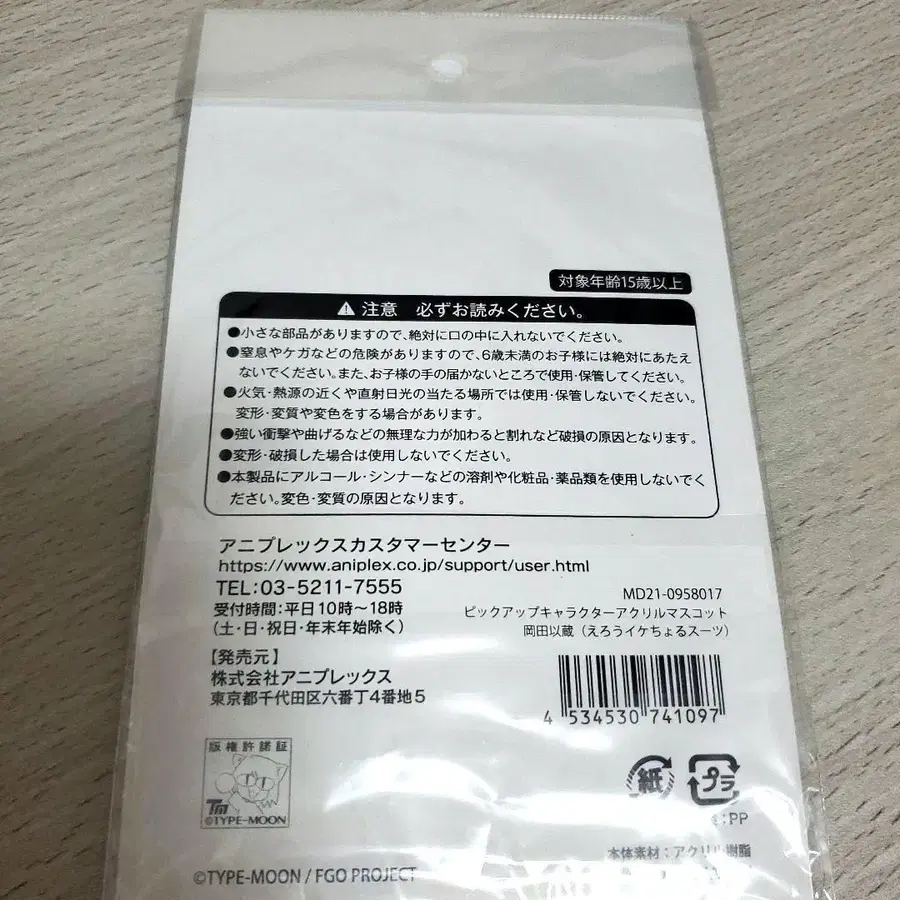 対象年齢15歳以上
⚠注意 必ずお読みください。
●小さな部品がありますので、絶対に口の中に入れないでください。
●窒息やケガなどの危険がありますので、6歳未満のお子様には絶対にあたえ
ないでください。また、お子様の手の届かないところで使用・保管してください。
●火気・熱源の近くや直射日光の当たる場所では使用・保管しないでください。
変形・変質や変色をする場合があります。
●強い衝撃や曲げるなどの無理な力が加わると割れなど破損の原因となります。
●変形・破損した場合は使用しないでください。
●本製品にアルコール・シンナーなどの溶剤や化粧品・薬品類を使用しないでく
ださい。変色・変質の原因となります。
アニプレックスカスタマーセンター
https://www.aniplex.co.jp/support/user.html
TEL:03-5211-7555
受付時間:平日10時～18時
(土・日・祝日・年末年始除く)
【発売元】
株式会社アニプレックス
東京都千代田区六番丁4番地5
MD21-0958017
ピックアップキャラクターアクリルマスコット
岡田以蔵(えろうイケちょるスーツ)
4 534530 741097
版権許諾証
TM
©TYPE-MOON
紙
プラ
:PP
本体素材:アクリル樹脂
©TYPE-MOON / FGO PROJECT